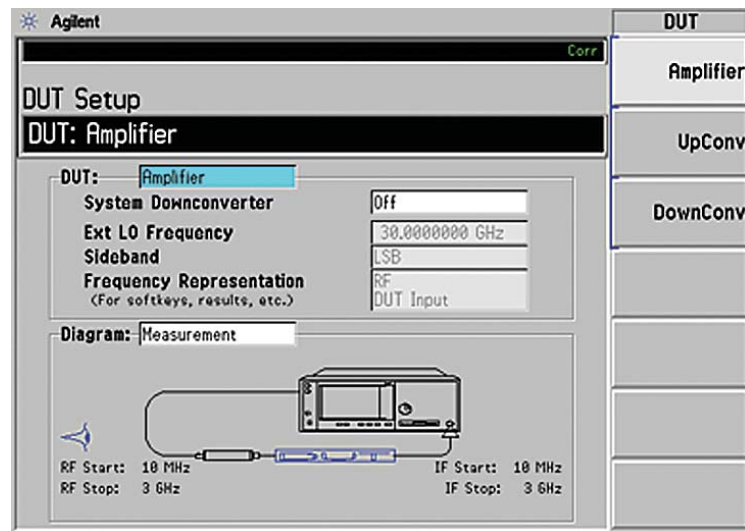 Agilent
DUT
Corr
Amplifier
DUT Setup
DUT: Amplifier
UpConv
DUT: Amplifier
System Downconverter Off
DownConv
Ext LO Frequency 30.0000000 GHz
Sideband LSB
Frequency Representation RF
(For softkeys, results, etc.) DUT Input
Diagram: Measurement
RF Start: 10 MHz IF Start: 10 MHz
RF Stop: 3 GHz IF Stop: 3 GHz